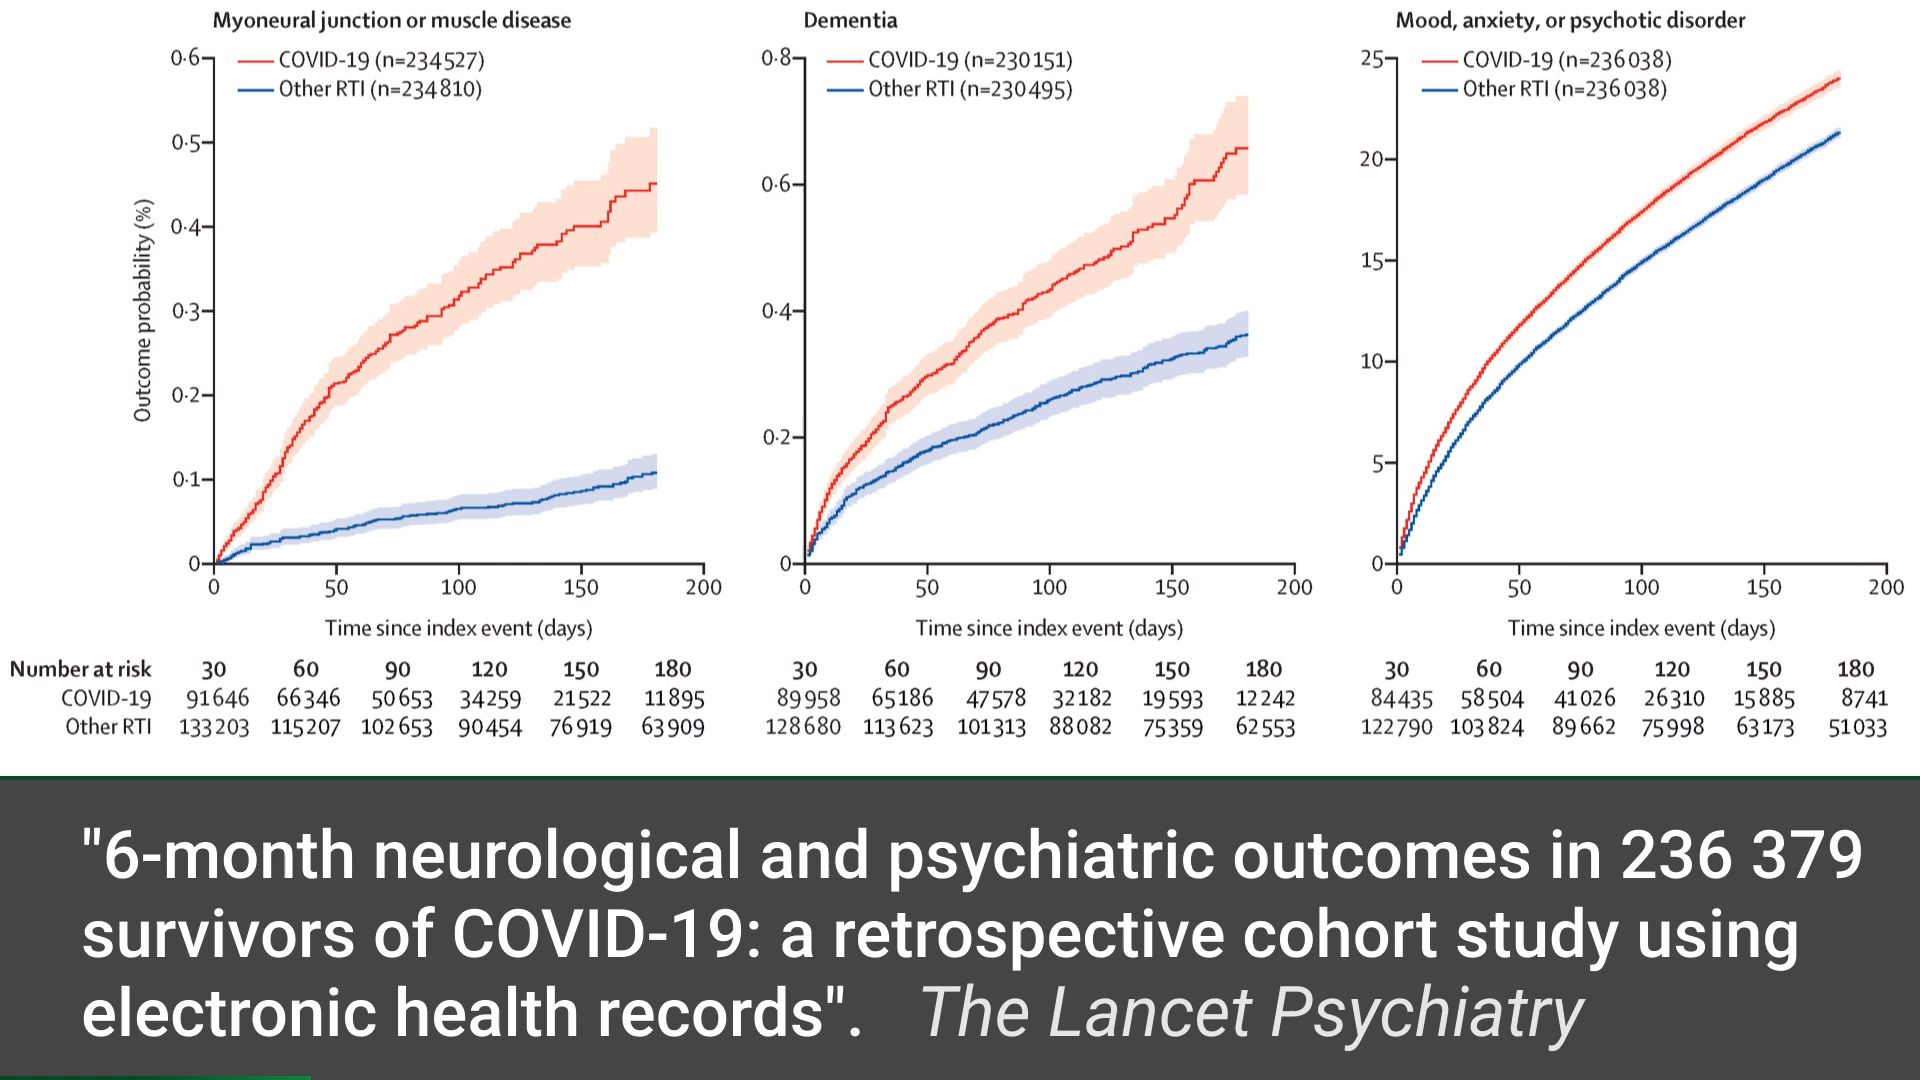 Myoneural junction or muscle disease
0·6
0·5
0·4
0·3
0·2
0·1
0
Outcome probability (%)
COVID-19 (n=234527)
Other RTI (n=234810)
0 50 100 150 200
Time since index event (days)
Dementia
0·8
0·6
0·4
0·2
0
COVID-19 (n=230151)
Other RTI (n=230495)
0 50 100 150 200
Time since index event (days)
Mood, anxiety, or psychotic disorder
25
20
15
10
5
0
COVID-19 (n=236038)
Other RTI (n=236038)
0 50 100 150 200
Time since index event (days)
Number at risk 30 60 90 120 150 180 30 60 90 120 150 180 30 60 90 120 150 180
COVID-19 91646 66346 50653 34259 21522 11895 89958 65186 47578 32182 19593 12242 84435 58504 41026 26310 15885 8741
Other RTI 133203 115207 102653 90454 76919 63909 128680 113623 101313 88082 75359 62553 122790 103824 89662 75998 63173 51033
"6-month neurological and psychiatric outcomes in 236 379
survivors of COVID-19: a retrospective cohort study using
electronic health records". The Lancet Psychiatry